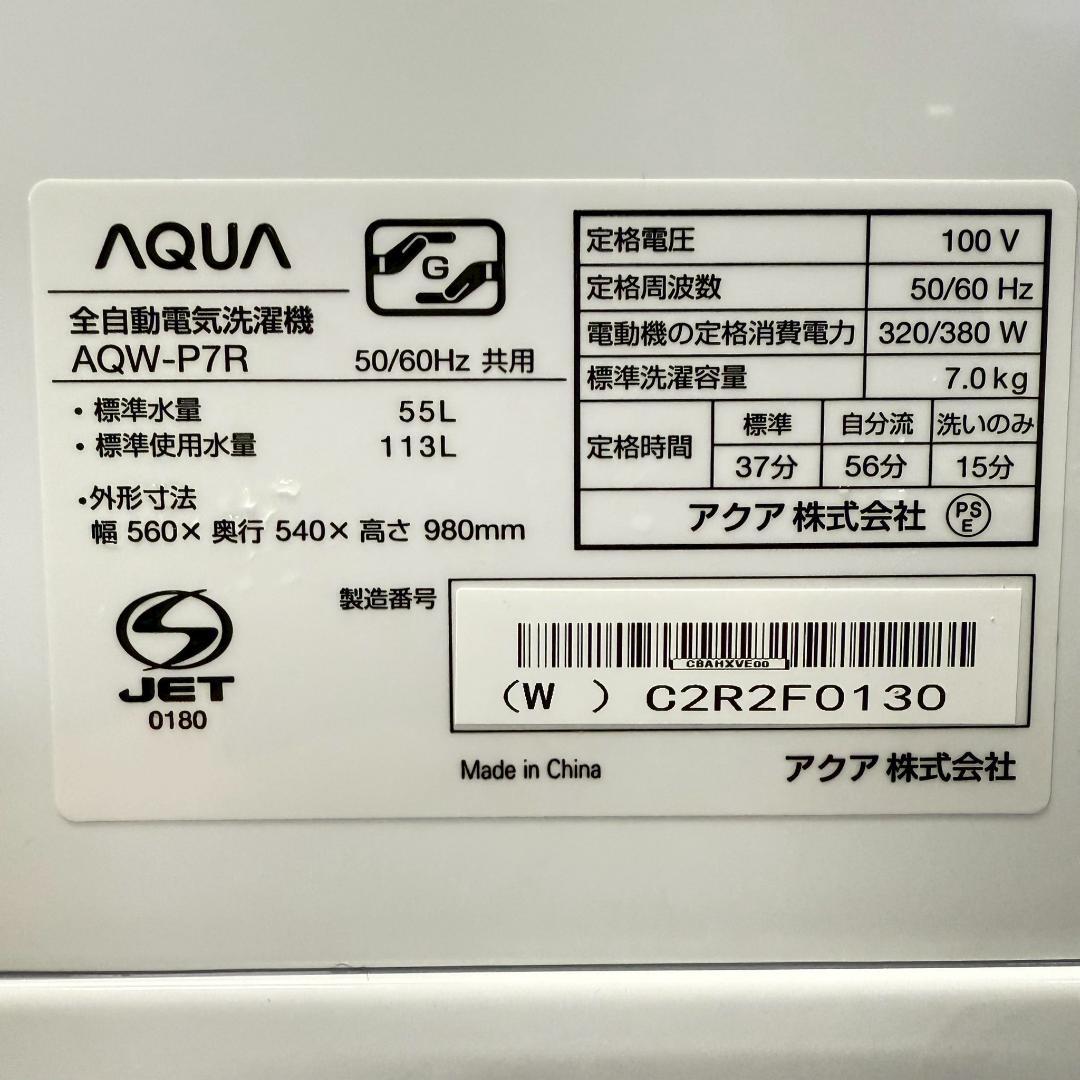 AQUA
G
全自動電気洗濯機
AQW-P7R 50/60Hz 共用
・標準水量 55L
・標準使用水量 113L
・外形寸法
幅 560× 奥行 540× 高さ 980mm
定格電圧 100 V
定格周波数 50/60 Hz
電動機の定格消費電力 320/380 W
標準洗濯容量 7.0kg
定格時間 標準 自分流 洗いのみ
37分 56分 15分
アクア 株式会社 PSE
S
JET
0180
製造番号
CBAHXVE00
(W ) C2R2F0130
Made in China アクア 株式会社